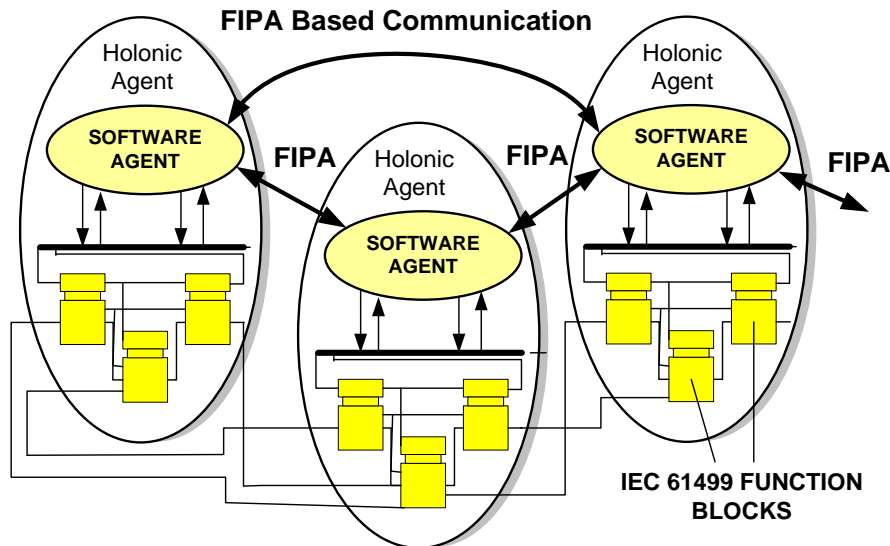 FIPA Based Communication
Holonic
Agent
SOFTWARE
AGENT
FIPA
Holonic
Agent
SOFTWARE
AGENT
FIPA
Holonic
Agent
SOFTWARE
AGENT
FIPA
IEC 61499 FUNCTION
BLOCKS